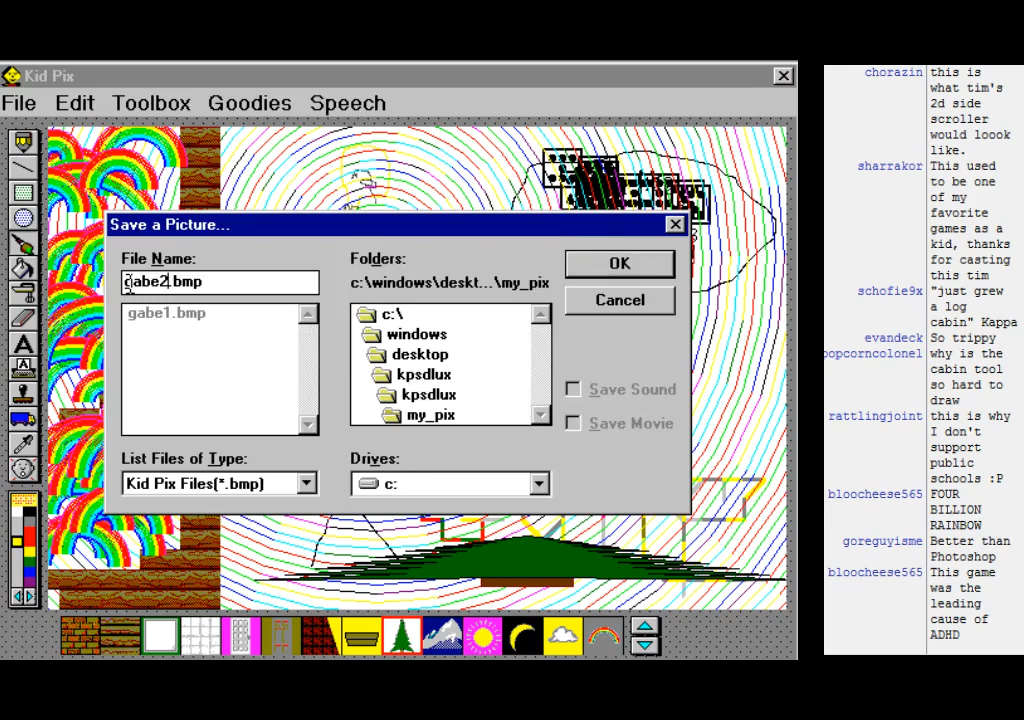 Kid Pix
File Edit Toolbox Goodies Speech
Save a Picture...
File Name:
gabe2.bmp
gabe1.bmp
List Files of Type:
Kid Pix Files(*.bmp)
Folders:
c:\windows\deskt...\my_pix
c:\
windows
desktop
kpsdlux
kpsdlux
my_pix
Drives:
c:
OK
Cancel
Save Sound
Save Movie
chorazin this is
what tim's
2d side
scroller
would loook
like.
sharrakor This used
to be one
of my
favorite
games as a
kid, thanks
for casting
this tim
schofie9x "just grew
a log
cabin" Kappa
evandeck So trippy
opcorncolonel why is the
cabin tool
so hard to
draw
rattlingjoint this is why
I don't
support
public
schools :P
bloocheese565 FOUR
BILLION
RAINBOW
goreguyisme Better than
Photoshop
bloocheese565 This game
was the
leading
cause of
ADHD